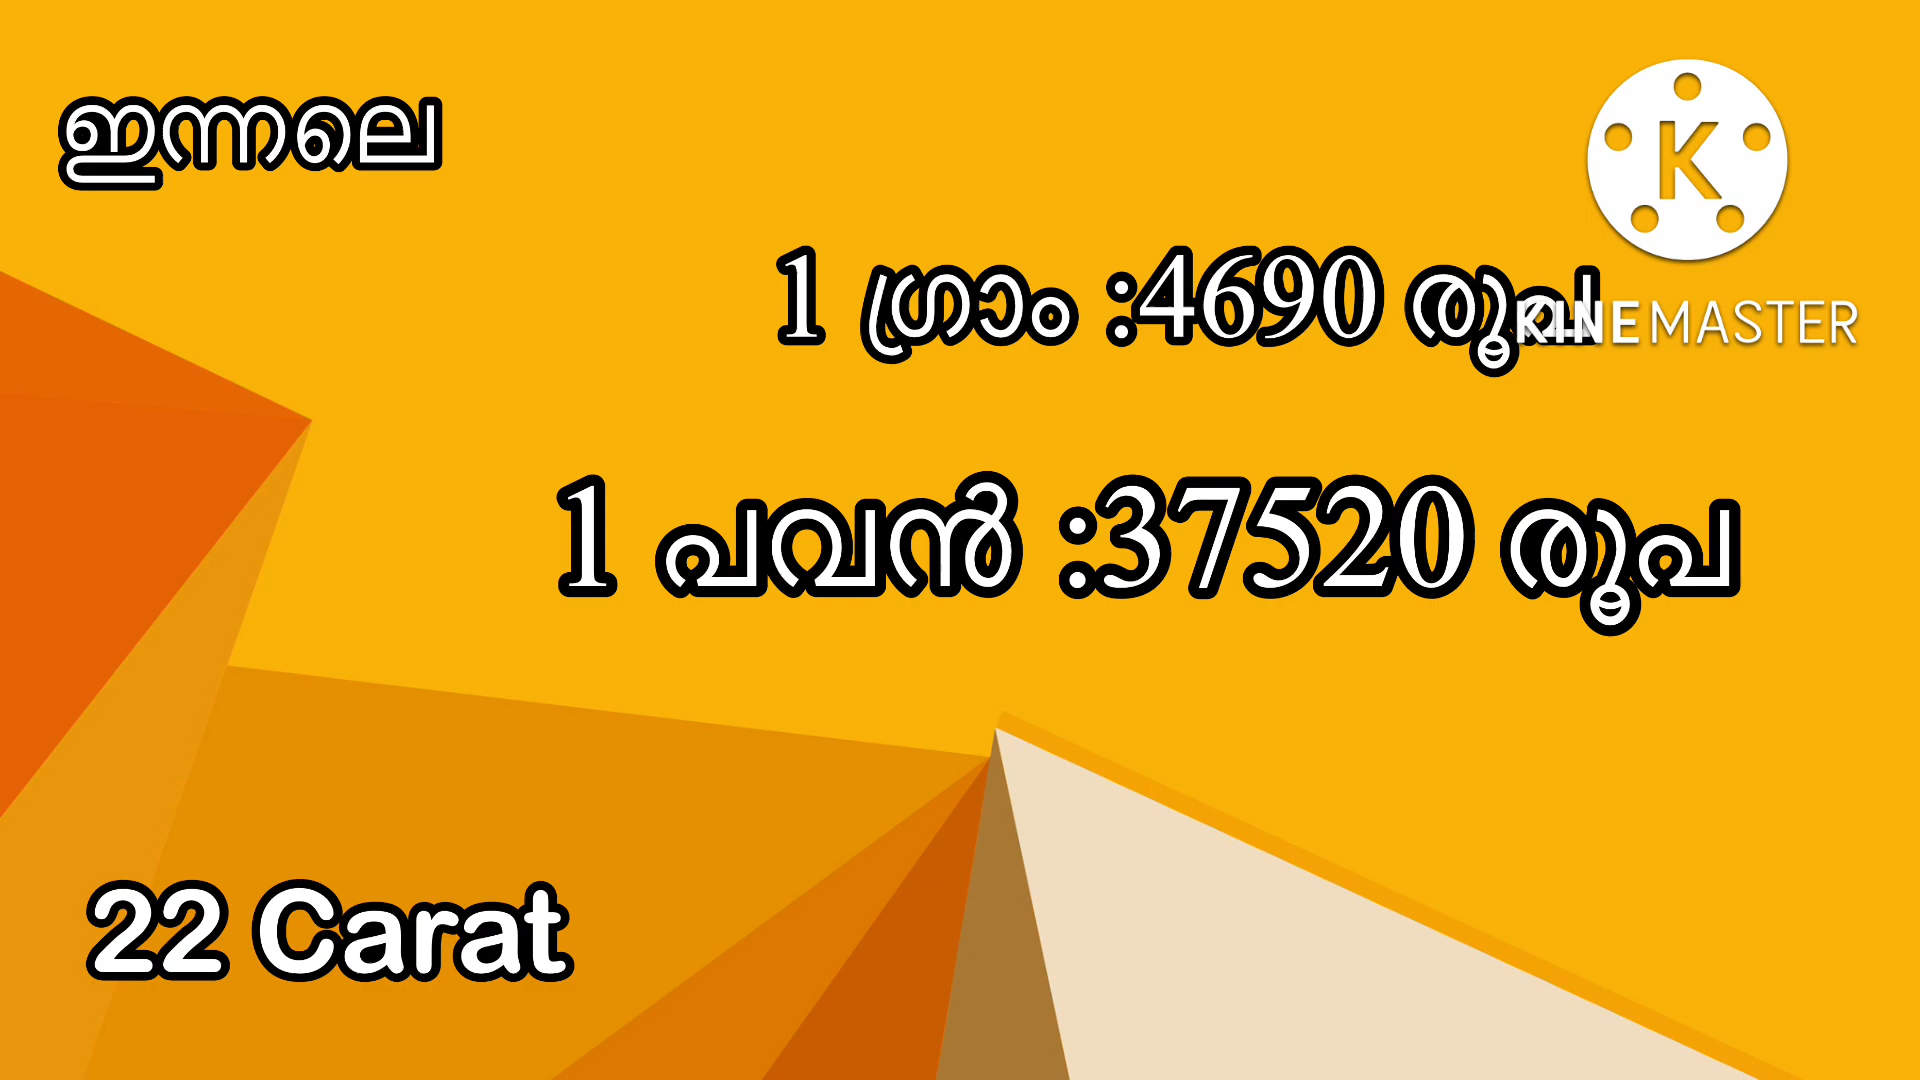 ഇന്നലെ
K
KINEMASTER
1 ഗ്രാം :4690 രൂപ
1 പവൻ :37520 രൂപ
22 Carat